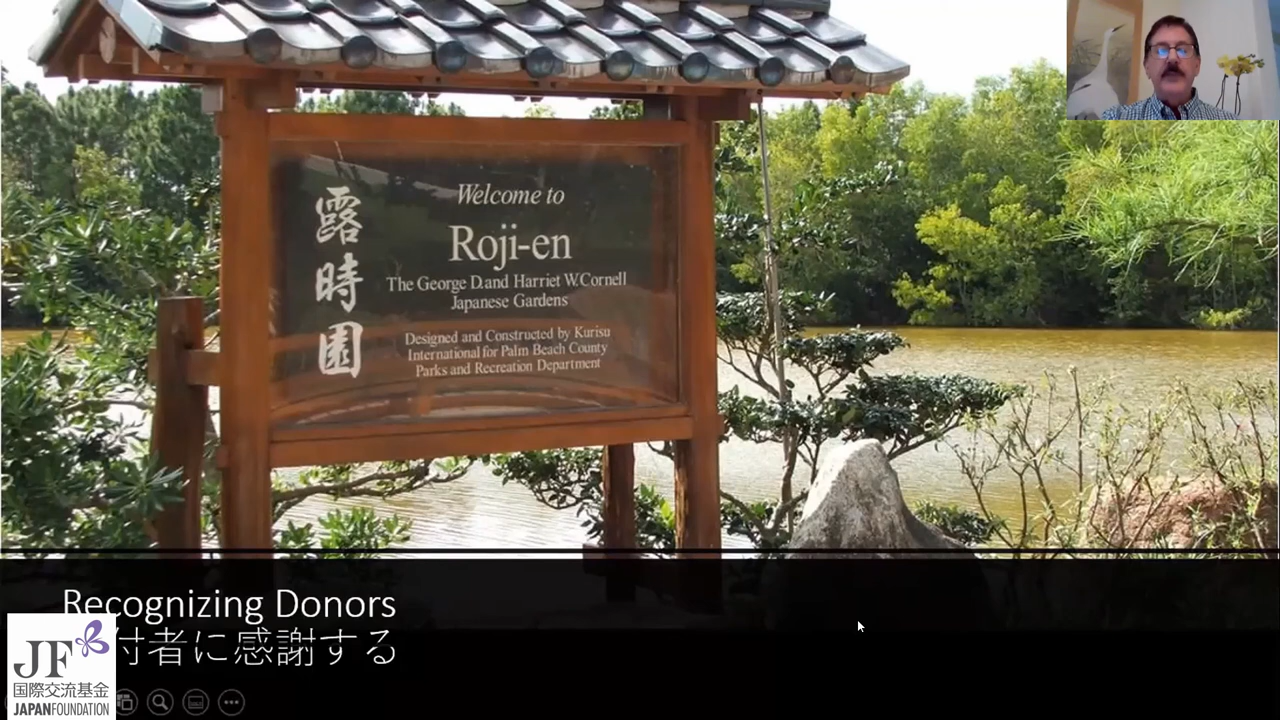 露時園
Welcome to
Roji-en
The George D. and Harriet W. Cornell
Japanese Gardens
Designed and Constructed by Kurisu
International for Palm Beach County
Parks and Recreation Department
Recognizing Donors
付者に感謝する
JF
国際交流基金
JAPANFOUNDATION